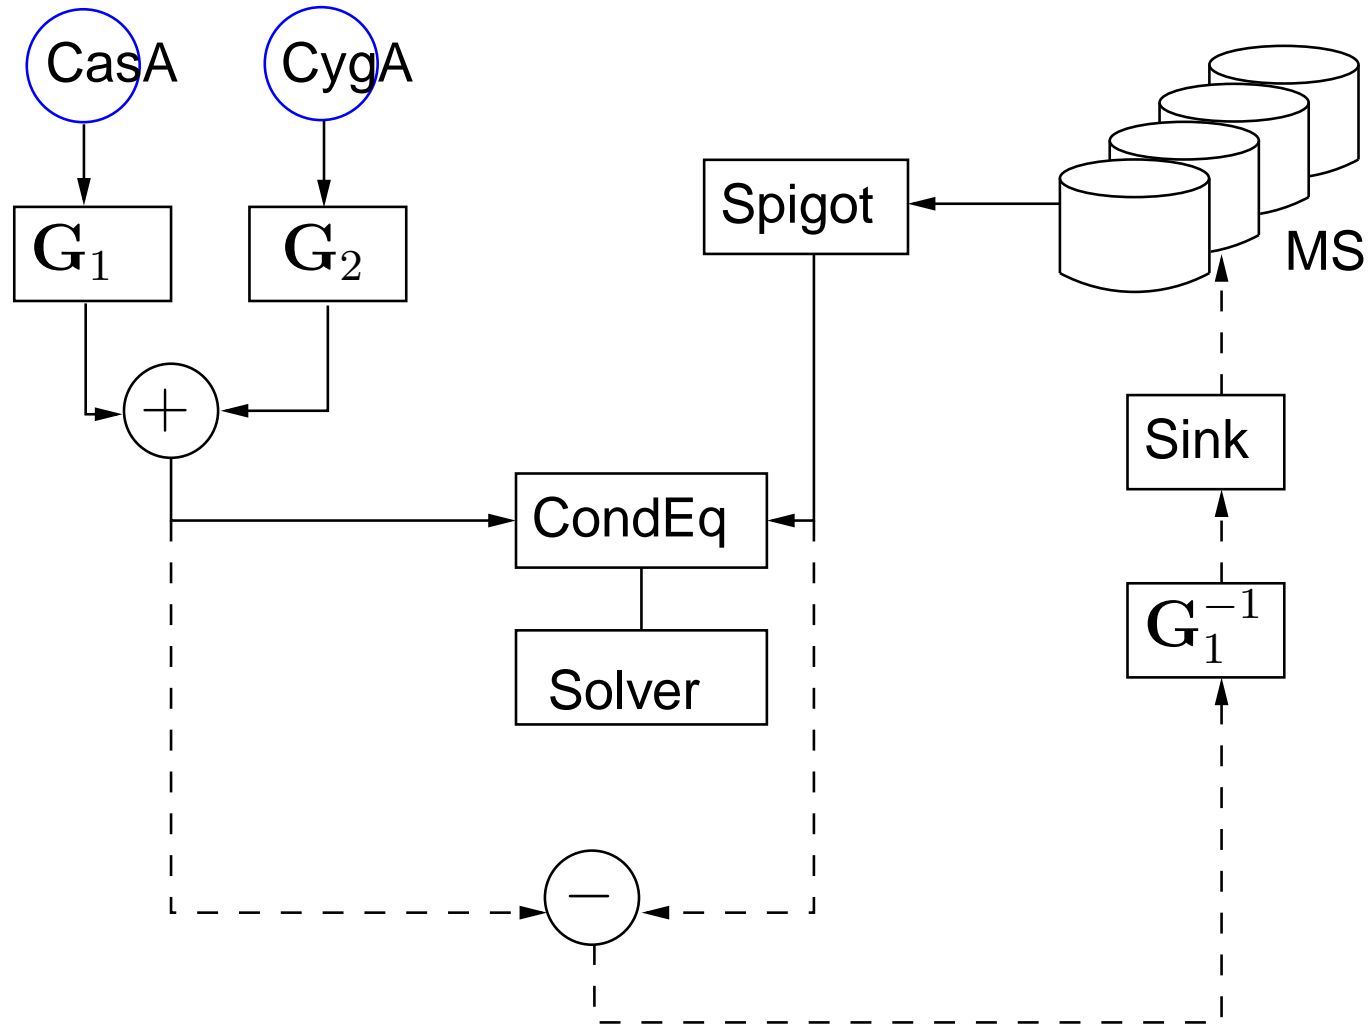 CasA
CygA
Spigot
G₁
G₂
MS
+
Sink
CondEq
G₁⁻¹
Solver
−